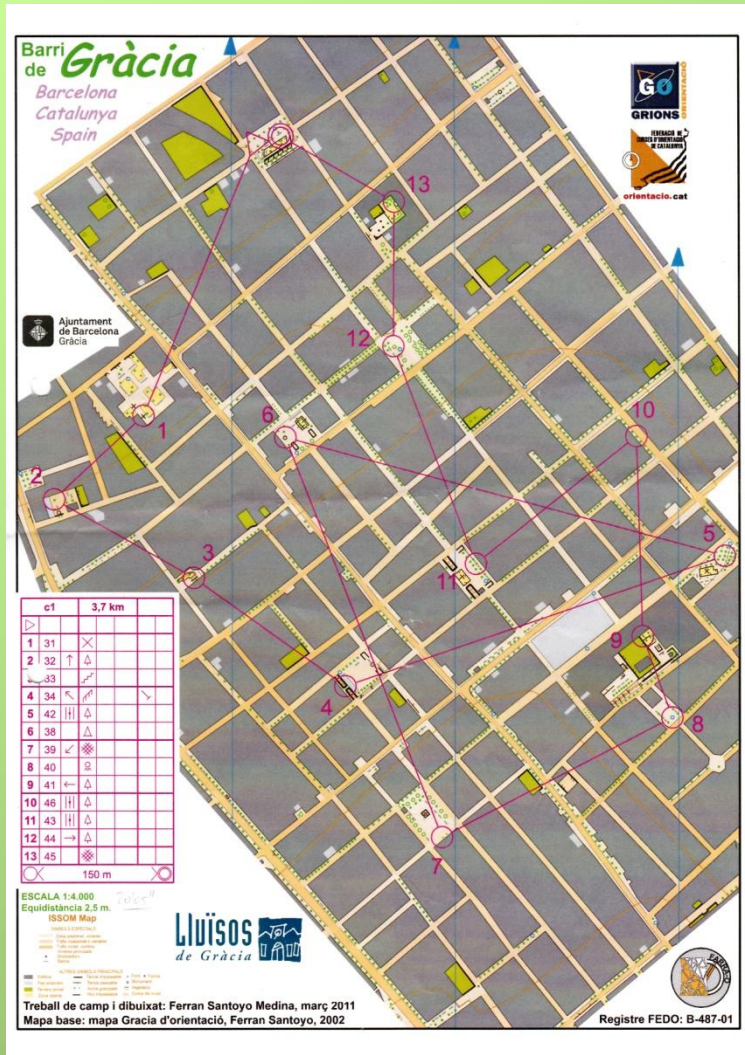 Barri
de Gràcia
Barcelona
Catalunya
Spain
GO
GRIONS
ORIENTACIÓ
FEDERACIÓ DE
CURSES D'ORIENTACIÓ
DE CATALUNYA
orientacio.cat
Ajuntament
de Barcelona
Gràcia
13
12
6
10
1
2
3
5
11
4
9
8
7
c1 3,7 km
1 31
2 32
33
4 34
5 42
6 38
7 39
8 40
9 41
10 46
11 43
12 44
13 45
150 m
ESCALA 1:4.000
Equidistància 2,5 m.
ISSOM Map
Lluïsos
de Gràcia
Treball de camp i dibuixat: Ferran Santoyo Medina, març 2011
Mapa base: mapa Gracia d'orientació, Ferran Santoyo, 2002
Registre FEDO: B-487-01